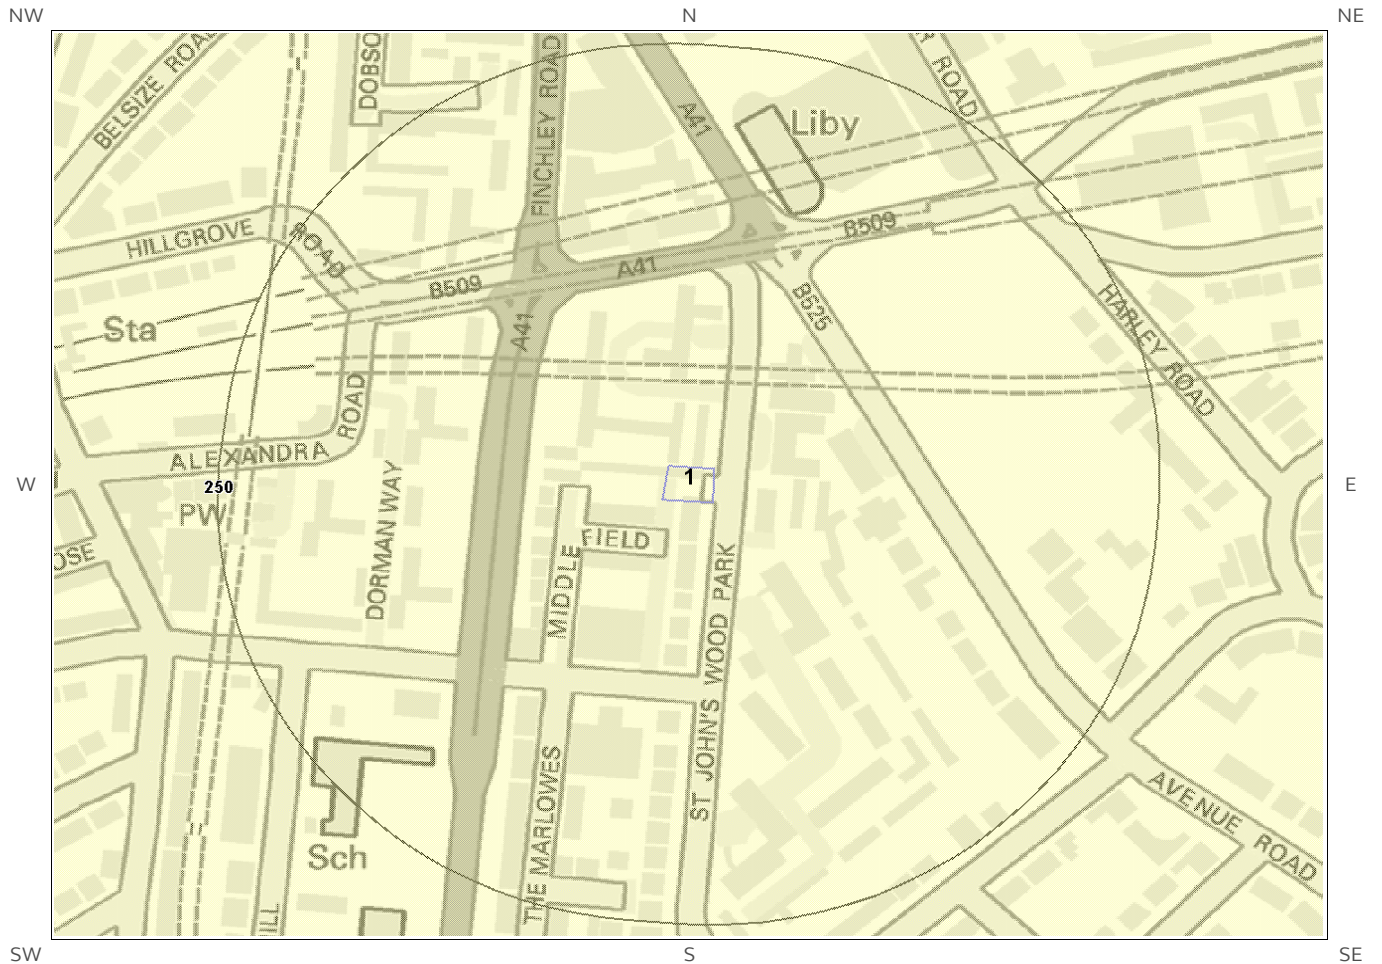 NW
N
NE
BELSIZE ROA
DOBSO
FINCHLEY ROAD
A41
Liby
R ROAD
HILLGROVE
ROAD
B509
A41
B509
Sta
A41
B525
HARLEY ROAD
ROAD
ALEXANDRA
W
250
PW
1
E
DORMAN WAY
OSE
MIDDLE
FIELD
ST JOHN'S WOOD PARK
THE MARLOWES
Sch
AVENUE ROAD
ILL
SW
S
SE